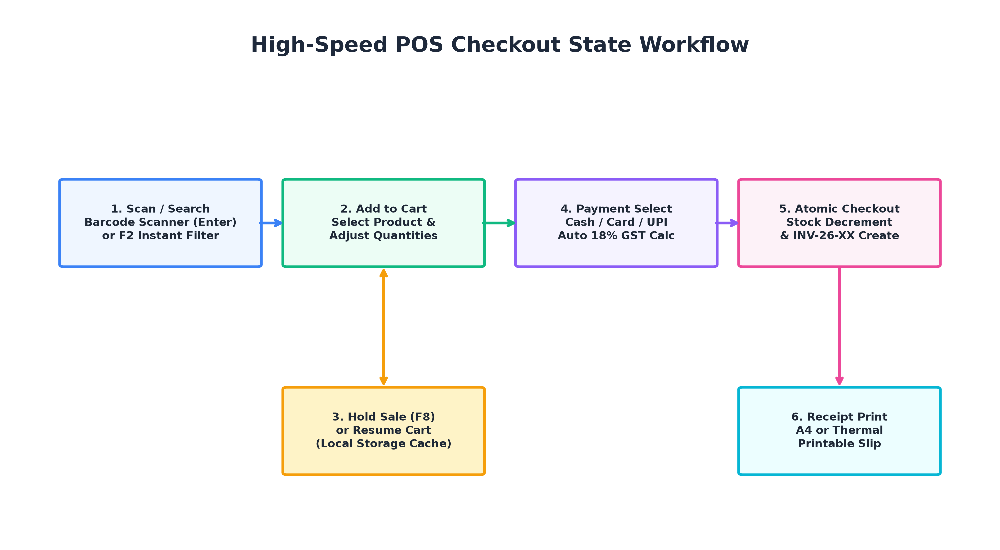 High-Speed POS Checkout State Workflow
1. Scan / Search
Barcode Scanner (Enter)
or F2 Instant Filter
2. Add to Cart
Select Product &
Adjust Quantities
4. Payment Select
Cash / Card / UPI
Auto 18% GST Calc
5. Atomic Checkout
Stock Decrement
& INV-26-XX Create
3. Hold Sale (F8)
or Resume Cart
(Local Storage Cache)
6. Receipt Print
A4 or Thermal
Printable Slip